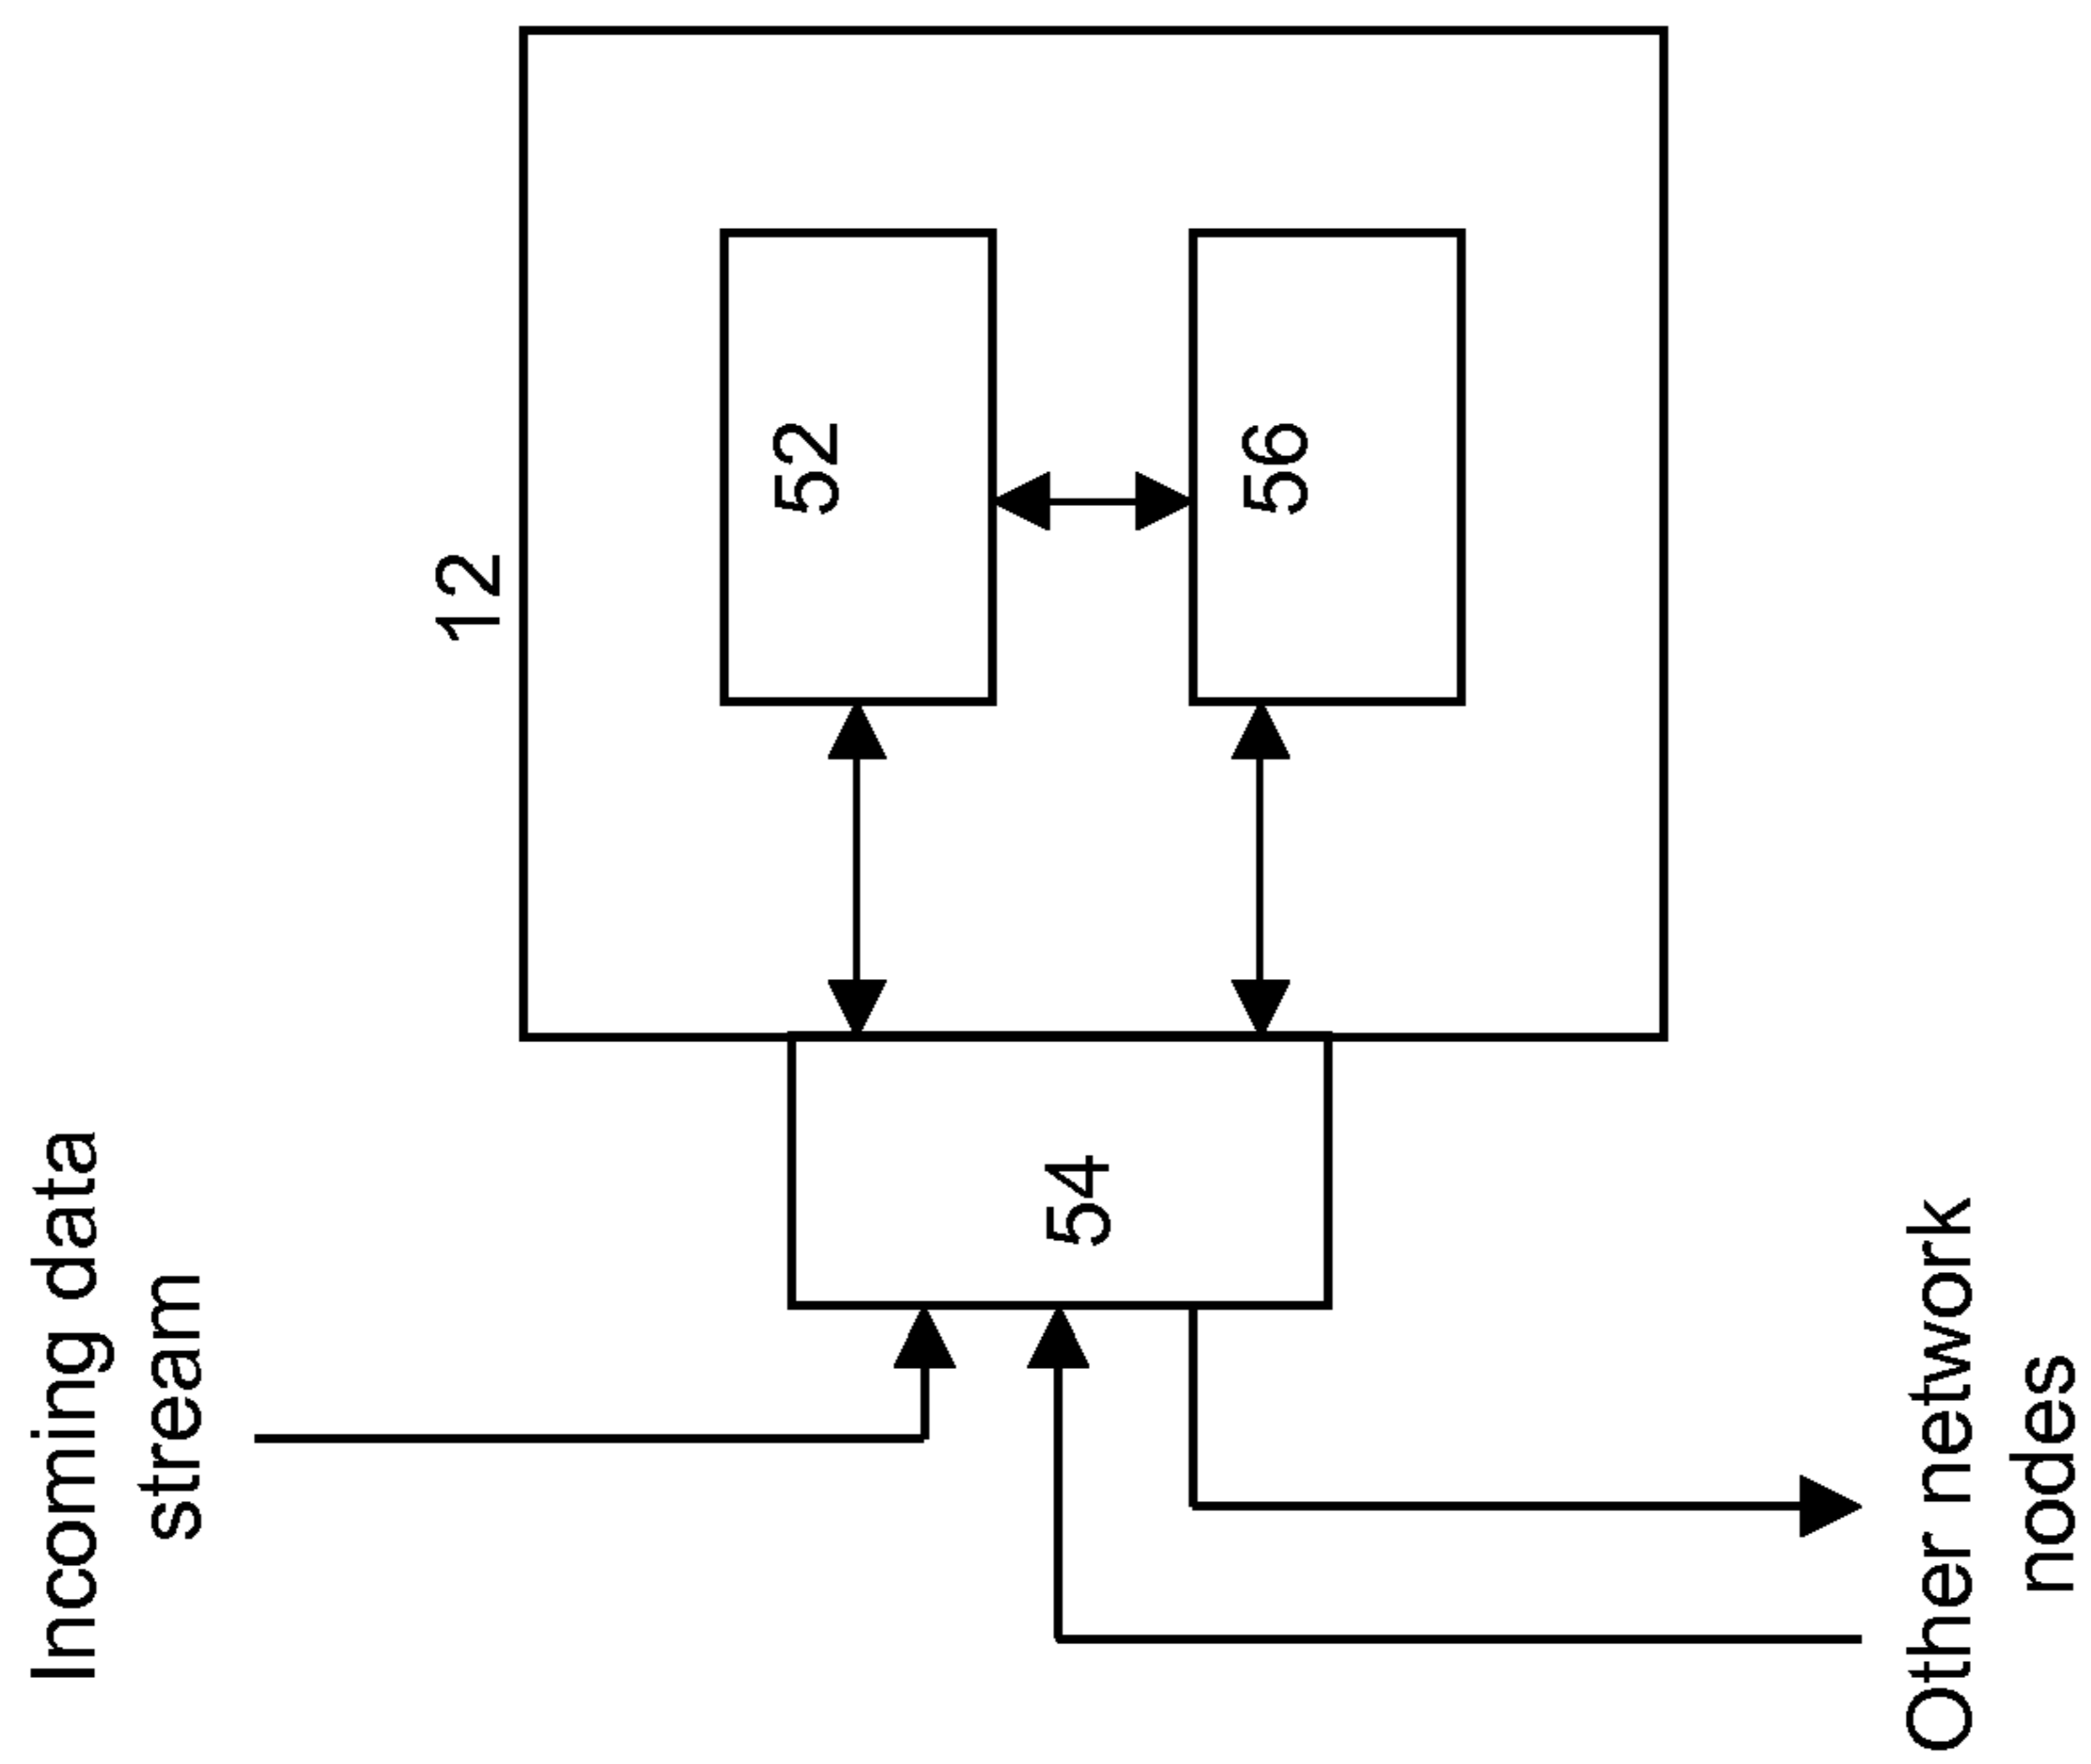 Incoming data
stream
12
52
56
54
Other network
nodes